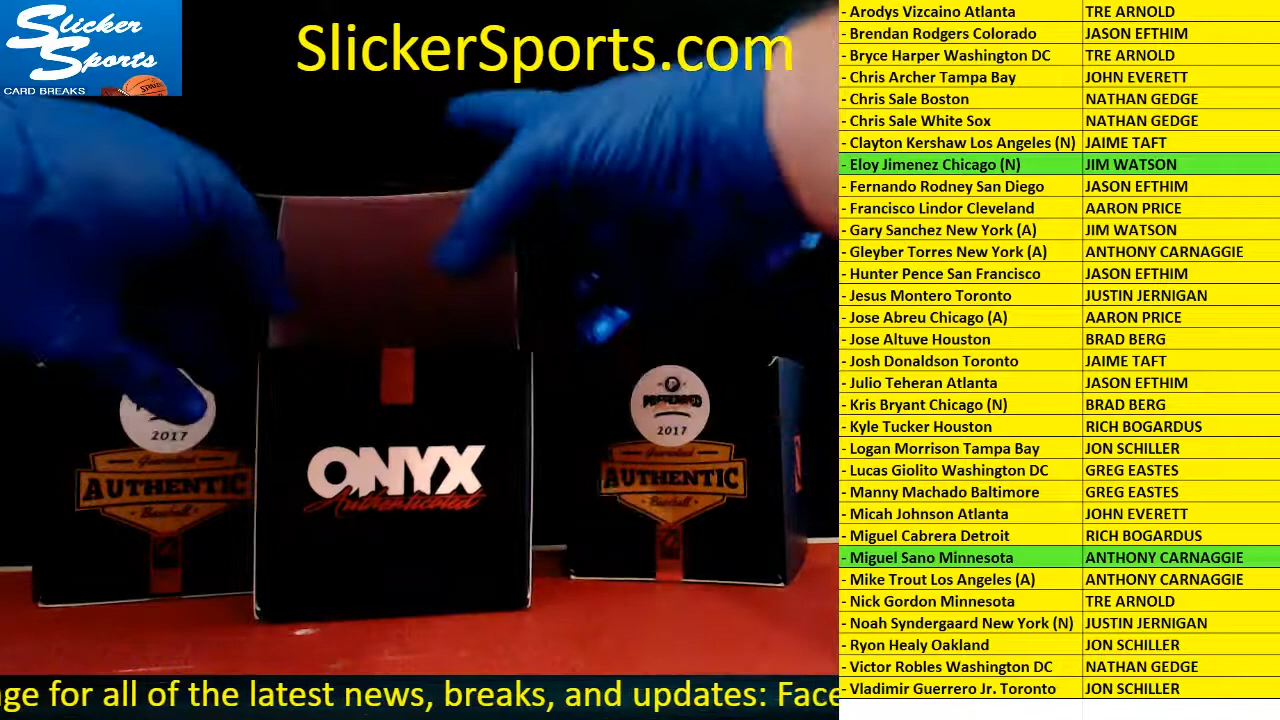 Slicker
Sports
CARD BREAKS
SPALDING
SlickerSports.com
2017
Guaranteed
AUTHENTIC
Baseball
ONYX
Authenticated
PREFERRED
2017
Guaranteed
AUTHENTIC
Baseball
nge for all of the latest news, breaks, and updates: Face
- Arodys Vizcaino Atlanta TRE ARNOLD
- Brendan Rodgers Colorado JASON EFTHIM
- Bryce Harper Washington DC TRE ARNOLD
- Chris Archer Tampa Bay JOHN EVERETT
- Chris Sale Boston NATHAN GEDGE
- Chris Sale White Sox NATHAN GEDGE
- Clayton Kershaw Los Angeles (N) JAIME TAFT
- Eloy Jimenez Chicago (N) JIM WATSON
- Fernando Rodney San Diego JASON EFTHIM
- Francisco Lindor Cleveland AARON PRICE
- Gary Sanchez New York (A) JIM WATSON
- Gleyber Torres New York (A) ANTHONY CARNAGGIE
- Hunter Pence San Francisco JASON EFTHIM
- Jesus Montero Toronto JUSTIN JERNIGAN
- Jose Abreu Chicago (A) AARON PRICE
- Jose Altuve Houston BRAD BERG
- Josh Donaldson Toronto JAIME TAFT
- Julio Teheran Atlanta JASON EFTHIM
- Kris Bryant Chicago (N) BRAD BERG
- Kyle Tucker Houston RICH BOGARDUS
- Logan Morrison Tampa Bay JON SCHILLER
- Lucas Giolito Washington DC GREG EASTES
- Manny Machado Baltimore GREG EASTES
- Micah Johnson Atlanta JOHN EVERETT
- Miguel Cabrera Detroit RICH BOGARDUS
- Miguel Sano Minnesota ANTHONY CARNAGGIE
- Mike Trout Los Angeles (A) ANTHONY CARNAGGIE
- Nick Gordon Minnesota TRE ARNOLD
- Noah Syndergaard New York (N) JUSTIN JERNIGAN
- Ryon Healy Oakland JON SCHILLER
- Victor Robles Washington DC NATHAN GEDGE
- Vladimir Guerrero Jr. Toronto JON SCHILLER